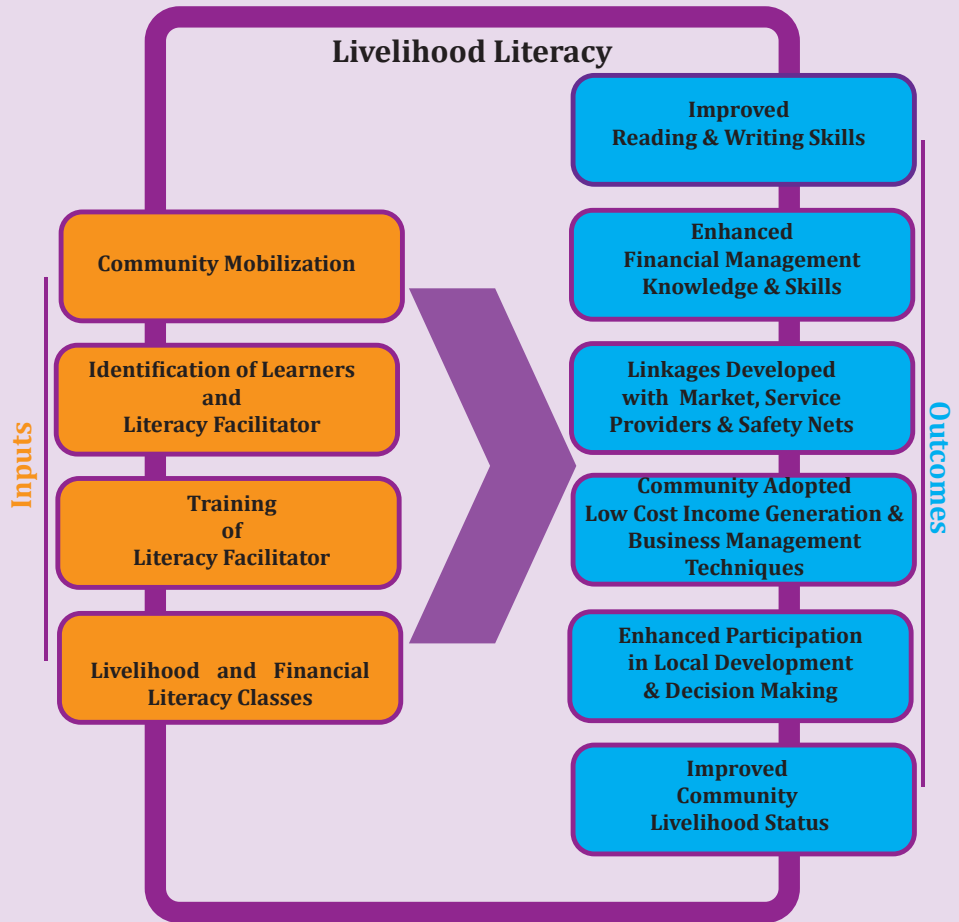 Livelihood Literacy
Inputs
Community Mobilization
Identification of Learners
and
Literacy Facilitator
Training
of
Literacy Facilitator
Livelihood and Financial
Literacy Classes
Improved
Reading & Writing Skills
Enhanced
Financial Management
Knowledge & Skills
Linkages Developed
with Market, Service
Providers & Safety Nets
Community Adopted
Low Cost Income Generation &
Business Management
Techniques
Enhanced Participation
in Local Development
& Decision Making
Improved
Community
Livelihood Status
Outcomes